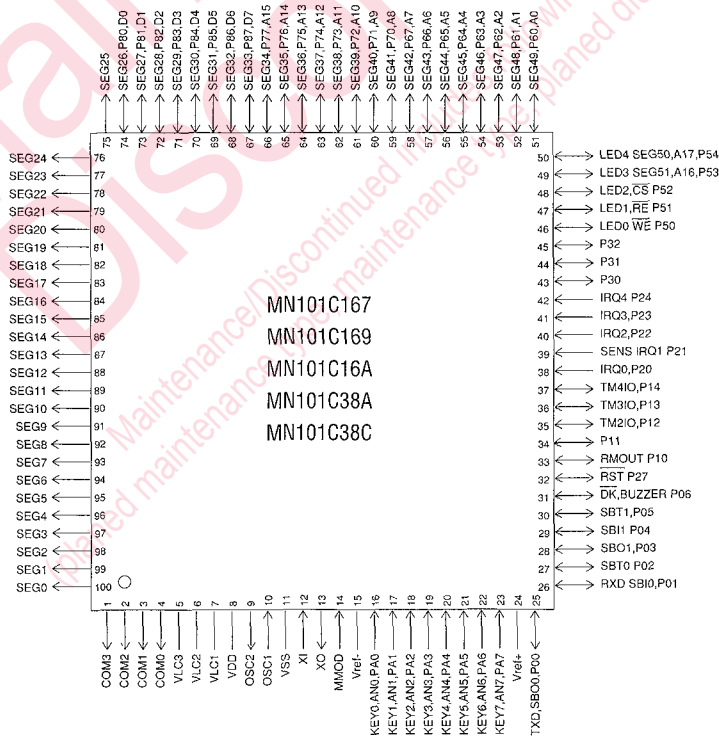 SEG25
SEG26,P80,D0
SEG27,P81,D1
SEG28,P82,D2
SEG29,P83,D3
SEG30,P84,D4
SEG31,P85,D5
SEG32,P86,D6
SEG33,P87,D7
SEG34,P77,A15
SEG35,P76,A14
SEG36,P75,A13
SEG37,P74,A12
SEG38,P73,A11
SEG39,P72,A10
SEG40,P71,A9
SEG41,P70,A8
SEG42,P67,A7
SEG43,P66,A6
SEG44,P65,A5
SEG45,P64,A4
SEG46,P63,A3
SEG47,P62,A2
SEG48,P61,A1
SEG49,P60,A0
75 74 73 72 71 70 69 68 67 66 65 64 63 62 61 60 59 58 57 56 55 54 53 52 51
SEG24 76
SEG23 77
SEG22 78
SEG21 79
SEG20 80
SEG19 81
SEG18 82
SEG17 83
SEG16 84
SEG15 85
SEG14 86
SEG13 87
SEG12 88
SEG11 89
SEG10 90
SEG9 91
SEG8 92
SEG7 93
SEG6 94
SEG5 95
SEG4 96
SEG3 97
SEG2 98
SEG1 99
SEG0 100
MN101C167
MN101C169
MN101C16A
MN101C38A
MN101C38C
50 LED4 SEG50,A17,P54
49 LED3 SEG51,A16,P53
48 LED2,CS P52
47 LED1,RE P51
46 LED0 WE P50
45 P32
44 P31
43 P30
42 IRQ4 P24
41 IRQ3,P23
40 IRQ2,P22
39 SENS IRQ1 P21
38 IRQ0,P20
37 TM4IO,P14
36 TM3IO,P13
35 TM2IO,P12
34 P11
33 RMOUT P10
32 RST P27
31 DK,BUZZER P06
30 SBT1,P05
29 SBI1 P04
28 SBO1,P03
27 SBT0 P02
26 RXD SBI0,P01
1 2 3 4 5 6 7 8 9 10 11 12 13 14 15 16 17 18 19 20 21 22 23 24 25
COM3
COM2
COM1
COM0
VLC3
VLC2
VLC1
VDD
OSC2
OSC1
VSS
XI
XO
MMOD
Vref-
KEY0,AN0,PA0
KEY1,AN1,PA1
KEY2,AN2,PA2
KEY3,AN3,PA3
KEY4,AN4,PA4
KEY5,AN5,PA5
KEY6,AN6,PA6
KEY7,AN7,PA7
Vref+
TXD,SBO0,P00
Maintenance/Discontinued includes
(planed maintenance type, maintenance type, planed